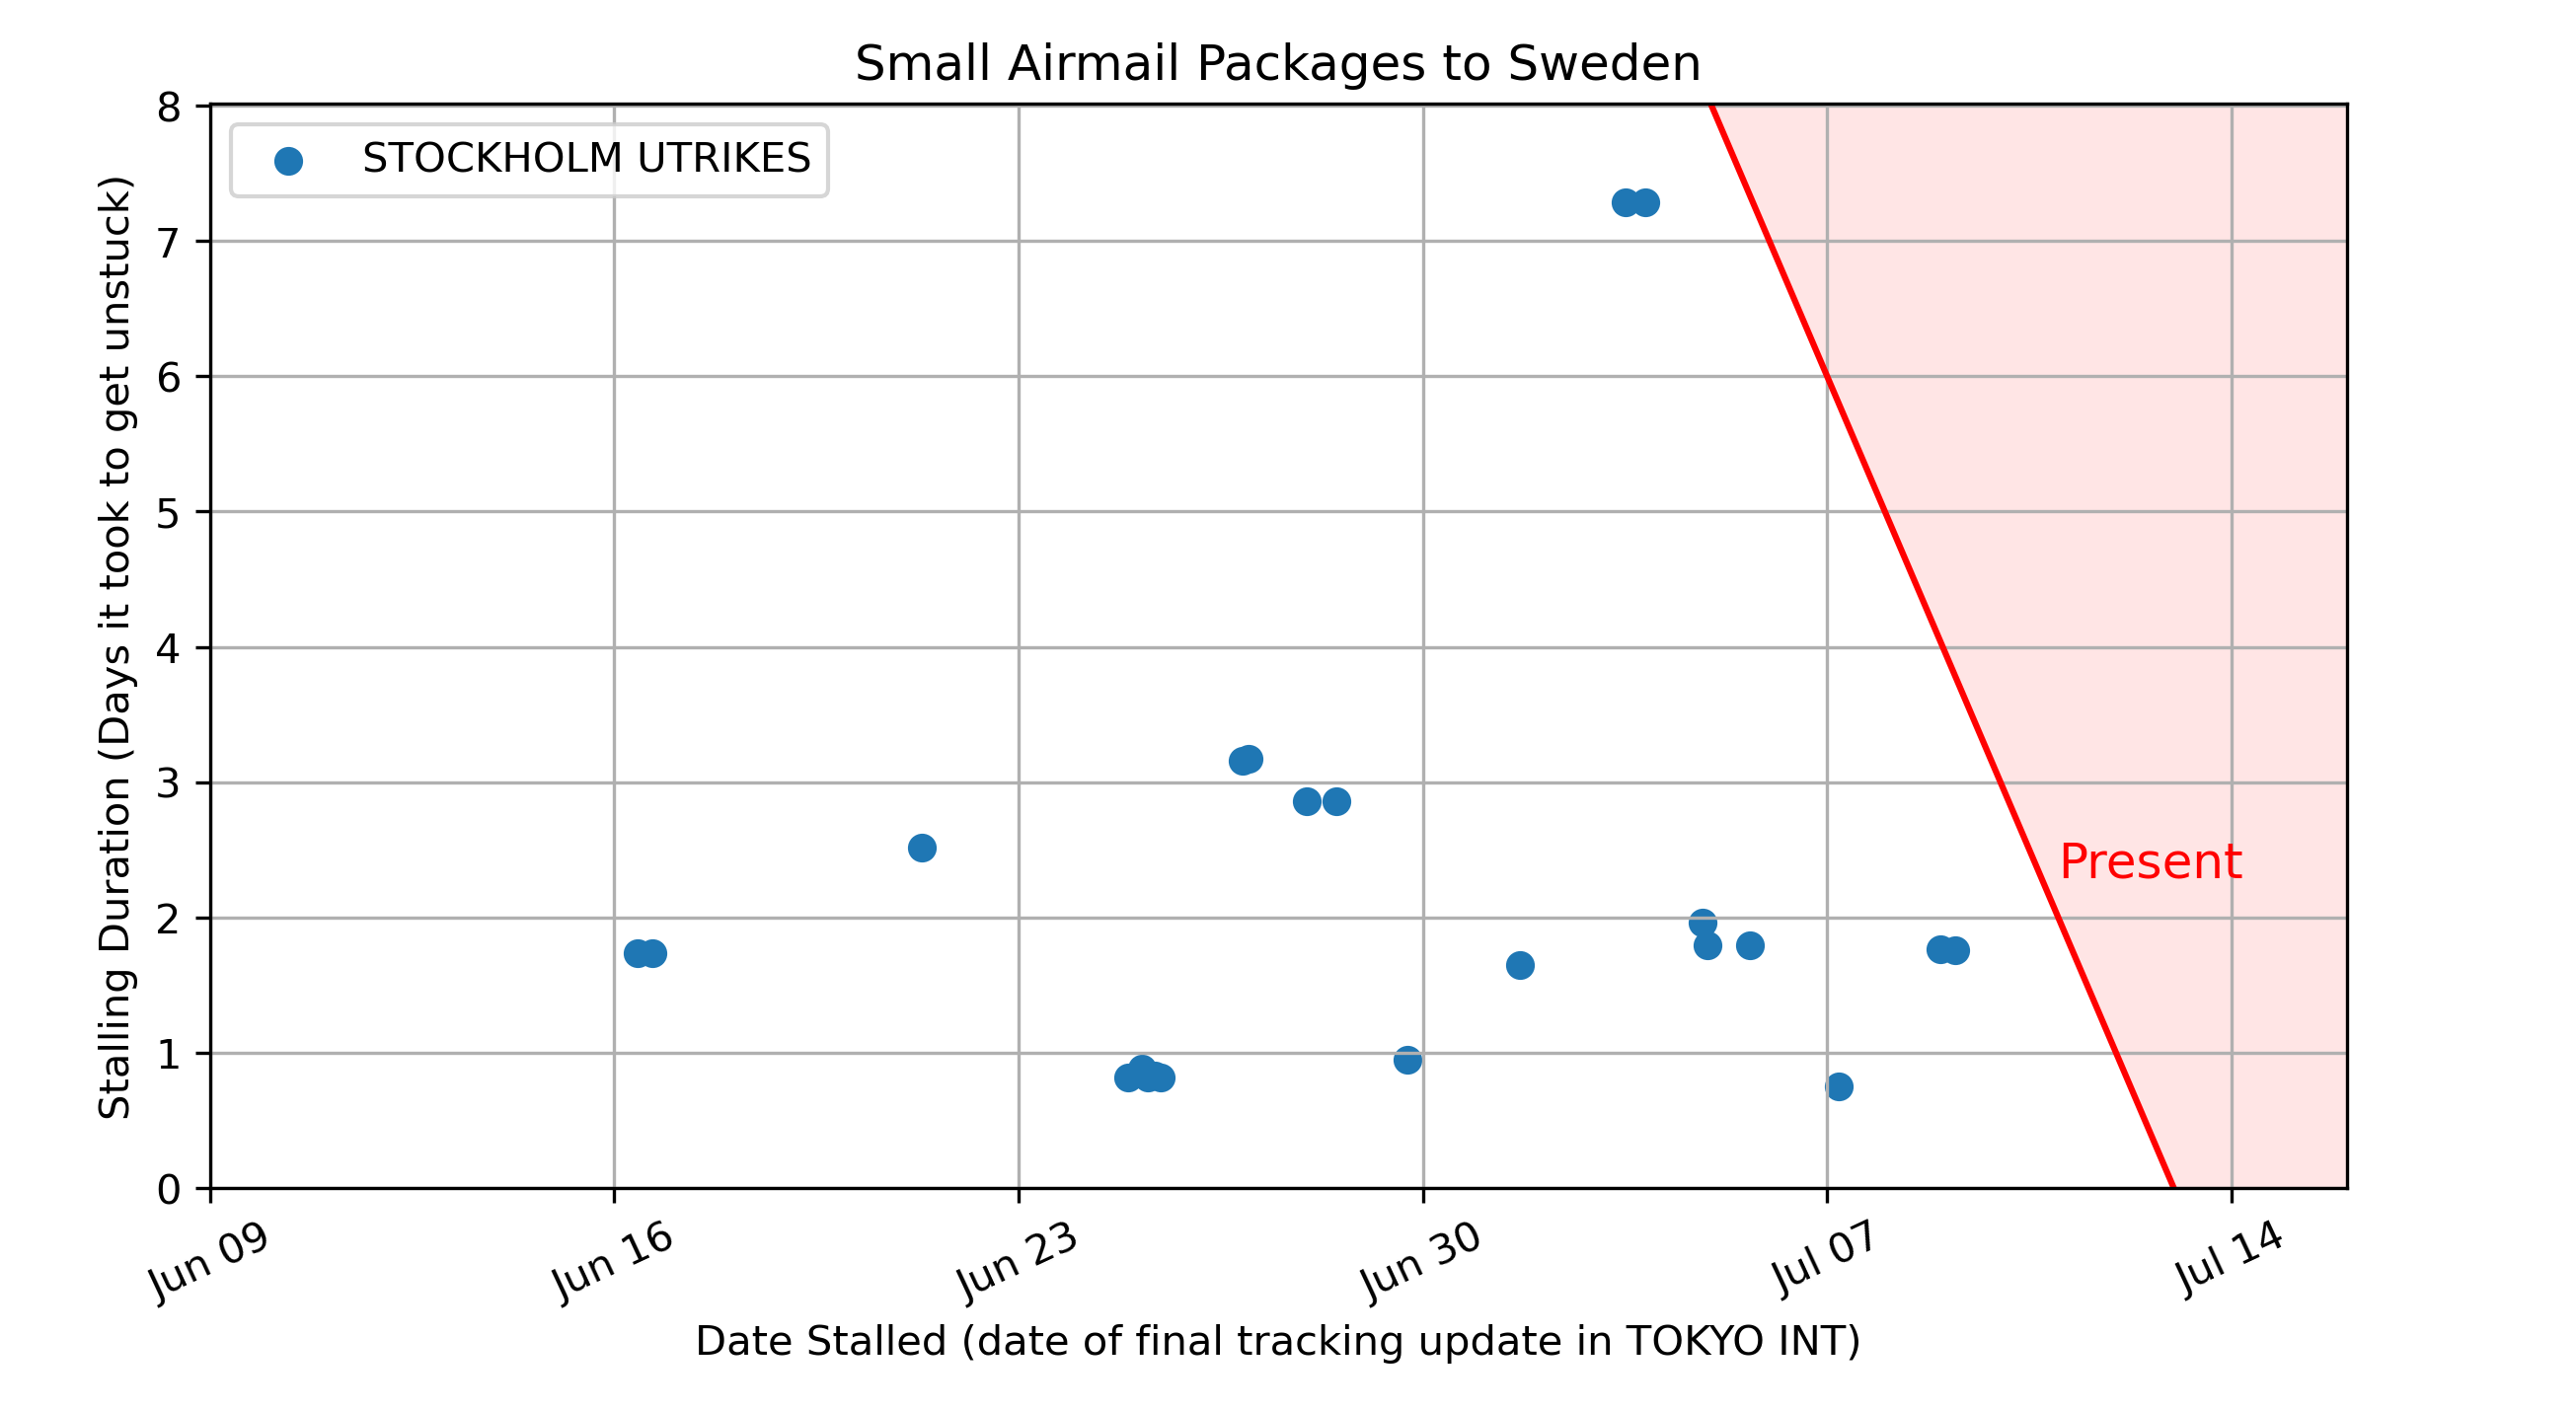 Small Airmail Packages to Sweden
STOCKHOLM UTRIKES
Stalling Duration (Days it took to get unstuck)
8
7
6
5
4
3
2
1
0
Present
Jun 09
Jun 16
Jun 23
Jun 30
Jul 07
Jul 14
Date Stalled (date of final tracking update in TOKYO INT)